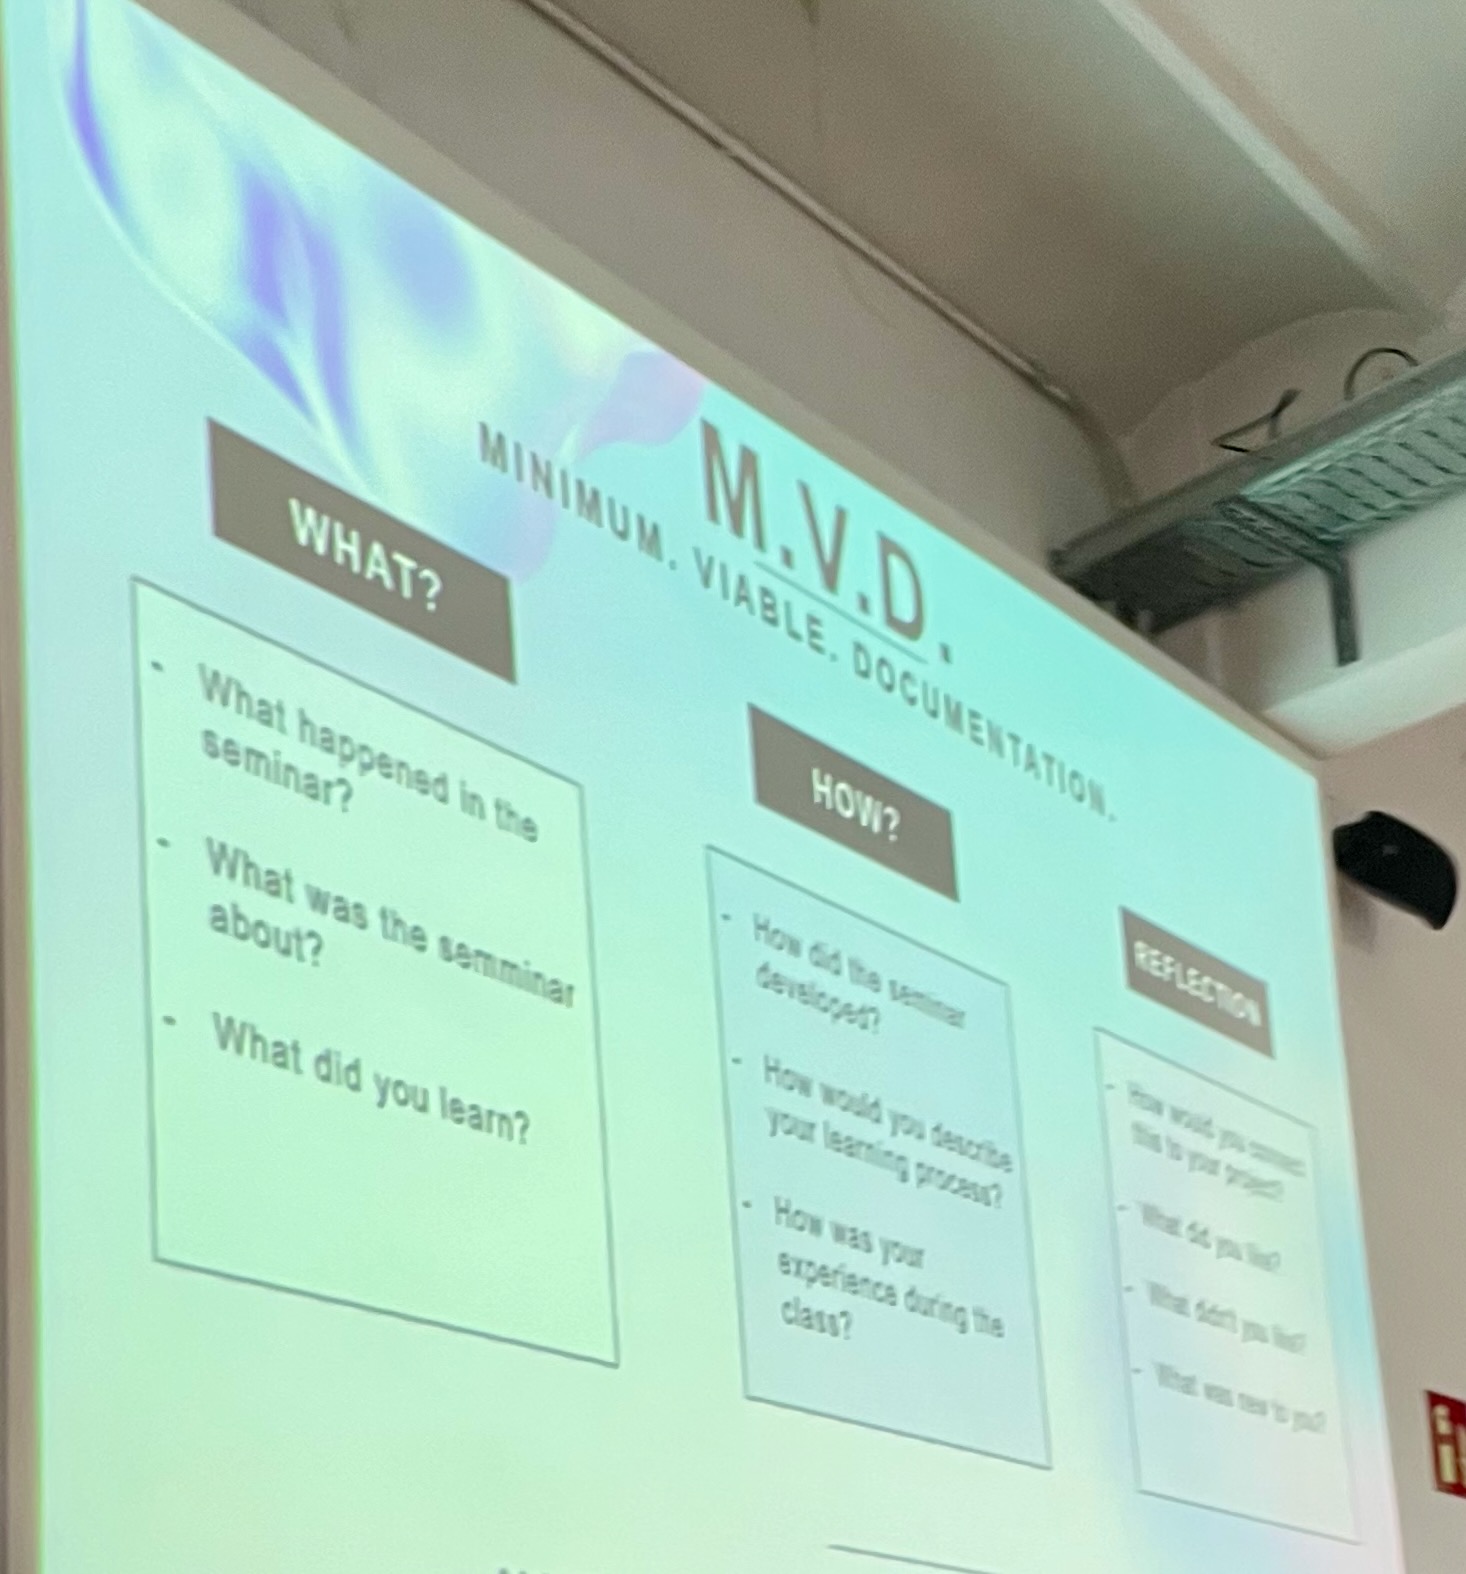 M.V.D.
MINIMUM. VIABLE. DOCUMENTATION.
WHAT?
- What happened in the
seminar?
- What was the semminar
about?
- What did you learn?
HOW?
- How did the seminar
developed?
- How would you describe
your learning process?
- How was your
experience during the
class?
REFLECTION
- How would you connect
this to your project?
- What did you like?
- What didn't you like?
- What was new to you?